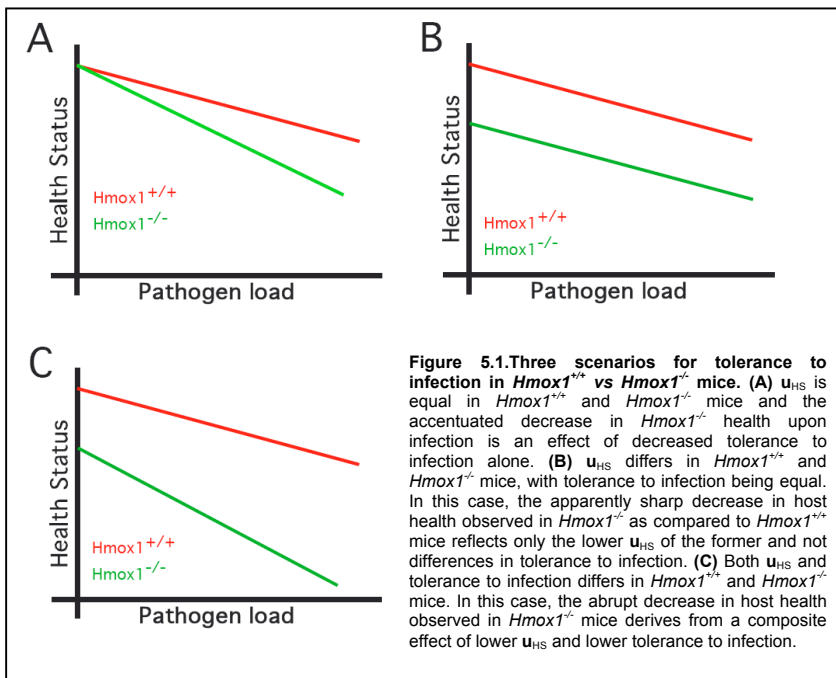 A
Health Status
Hmox1+/+
Hmox1-/-
Pathogen load
B
Health Status
Hmox1+/+
Hmox1-/-
Pathogen load
C
Health Status
Hmox1+/+
Hmox1-/-
Pathogen load
Figure 5.1.Three scenarios for tolerance to
infection in Hmox1+/+ vs Hmox1-/- mice. (A) uHS is
equal in Hmox1+/+ and Hmox1-/- mice and the
accentuated decrease in Hmox1-/- health upon
infection is an effect of decreased tolerance to
infection alone. (B) uHS differs in Hmox1+/+ and
Hmox1-/- mice, with tolerance to infection being equal.
In this case, the apparently sharp decrease in host
health observed in Hmox1-/- as compared to Hmox1+/+
mice reflects only the lower uHS of the former and not
differences in tolerance to infection. (C) Both uHS and
tolerance to infection differs in Hmox1+/+ and Hmox1-/-
mice. In this case, the abrupt decrease in host health
observed in Hmox1-/- mice derives from a composite
effect of lower uHS and lower tolerance to infection.